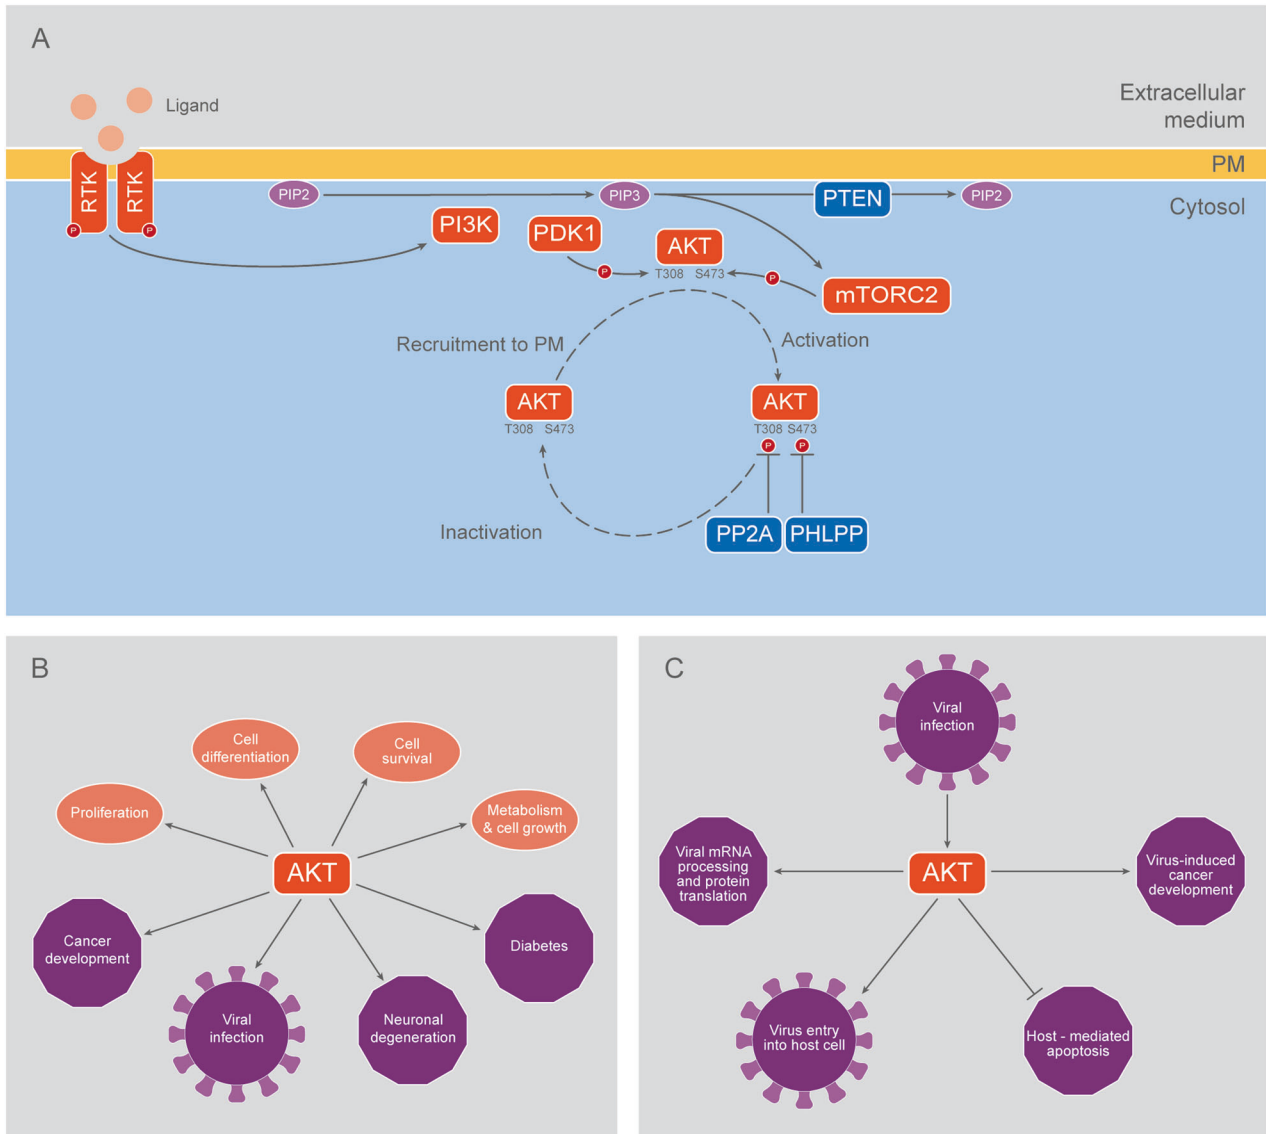 A
Ligand
Extracellular
medium
PM
RTK
RTK
P
P
PIP2
PIP3
PTEN
PIP2
Cytosol
PI3K
PDK1
AKT
T308 S473
P
P
mTORC2
Recruitment to PM
Activation
AKT
T308 S473
AKT
T308 S473
P
P
Inactivation
PP2A
PHLPP
B
Cell
differentiation
Cell
survival
Proliferation
Metabolism
& cell growth
AKT
Cancer
development
Diabetes
Viral
infection
Neuronal
degeneration
C
Viral
infection
Viral mRNA
processing
and protein
translation
AKT
Virus-induced
cancer
development
Virus entry
into host cell
Host - mediated
apoptosis